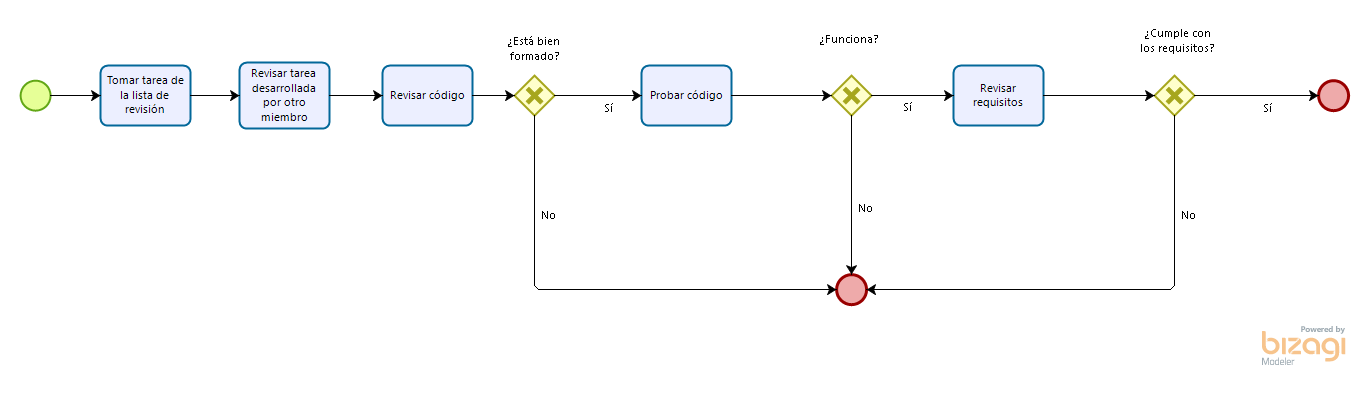 ¿Está bien
formado?
¿Funciona?
¿Cumple con
los requisitos?
Tomar tarea de
la lista de
revisión
Revisar tarea
desarrollada
por otro
miembro
Revisar código
Sí
Probar código
Sí
Revisar
requisitos
Sí
No
No
No
Powered by
bizagi
Modeler